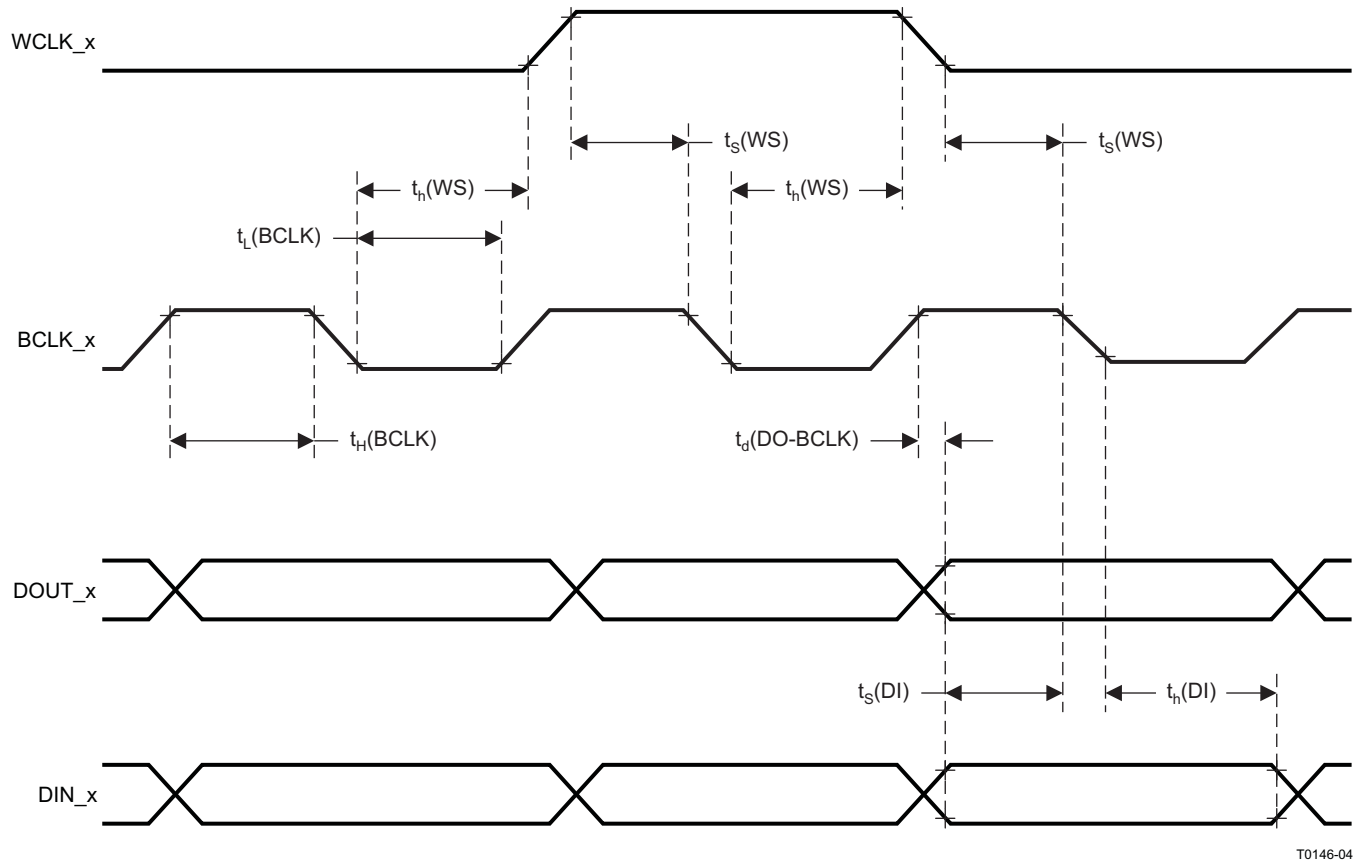 WCLK_x
tS(WS)
tS(WS)
th(WS)
th(WS)
tL(BCLK)
BCLK_x
tH(BCLK)
td(DO-BCLK)
DOUT_x
tS(DI)
th(DI)
DIN_x
T0146-04